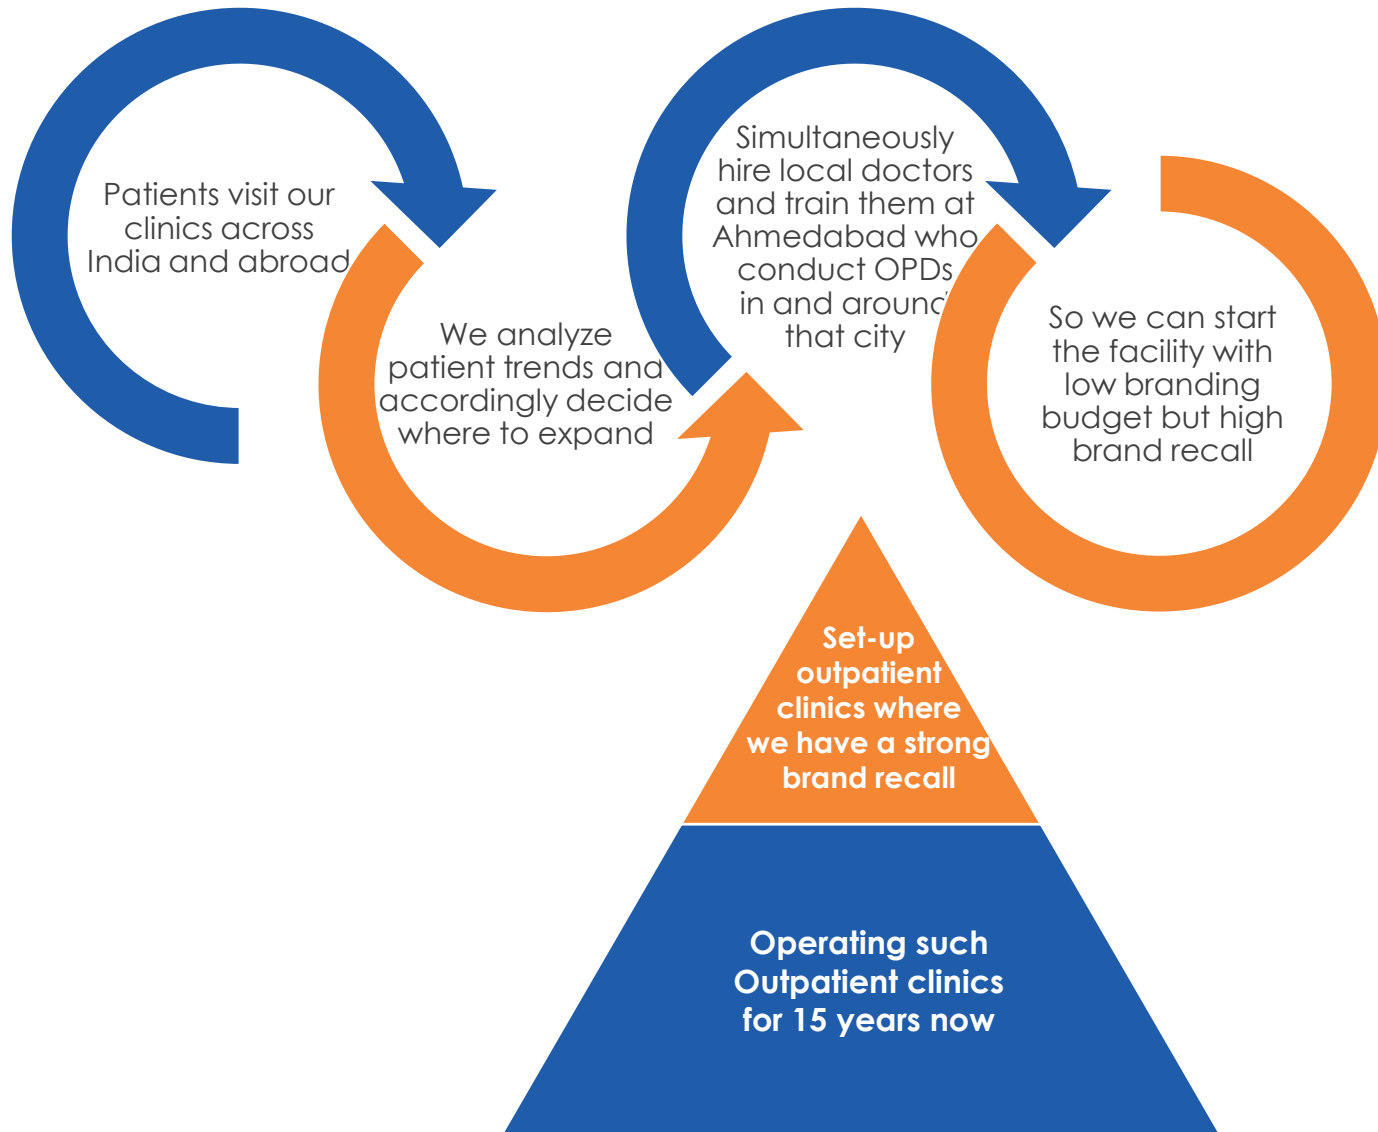 Patients visit our
clinics across
India and abroad
We analyze
patient trends and
accordingly decide
where to expand
Simultaneously
hire local doctors
and train them at
Ahmedabad who
conduct OPDs
in and around
that city
So we can start
the facility with
low branding
budget but high
brand recall
Set-up
outpatient
clinics where
we have a strong
brand recall
Operating such
Outpatient clinics
for 15 years now